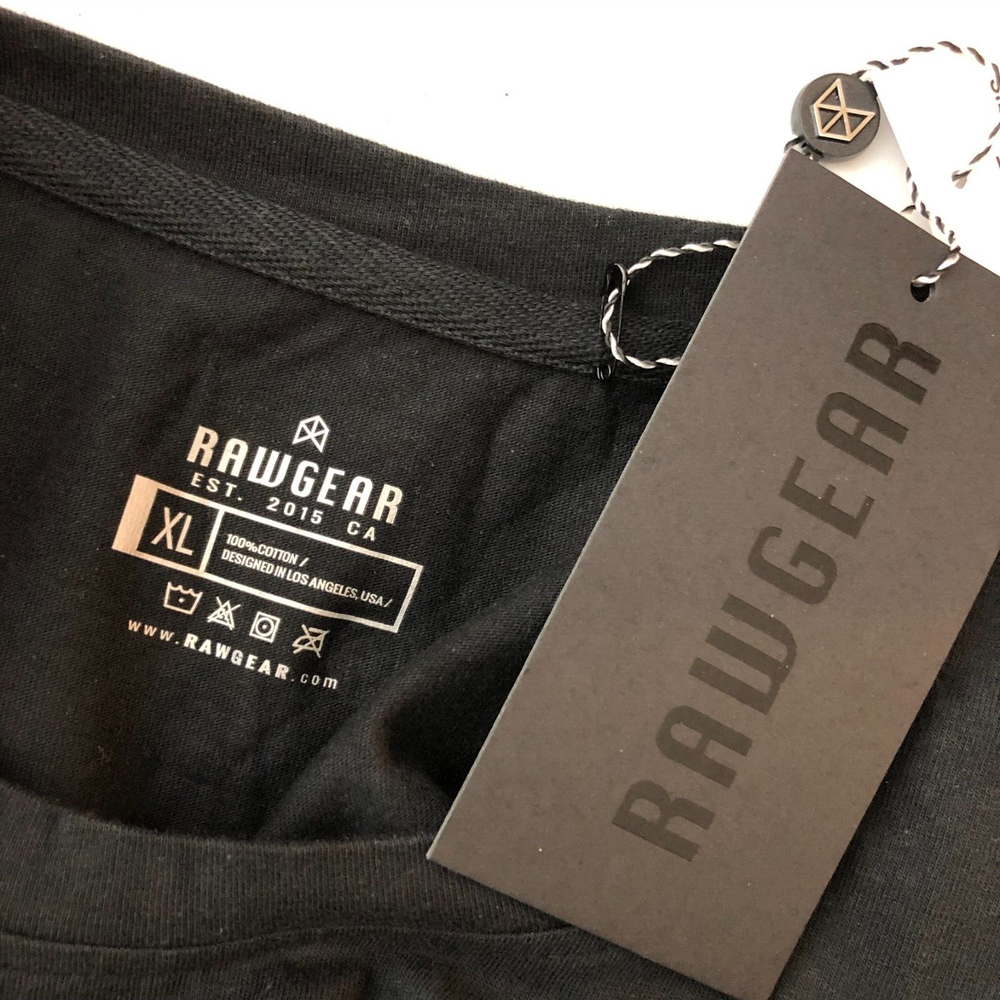 RAWGEAR
EST. 2015 CA
XL
100%COTTON /
DESIGNED IN LOS ANGELES, USA /
www.RAWGEAR.com
RAWGEAR